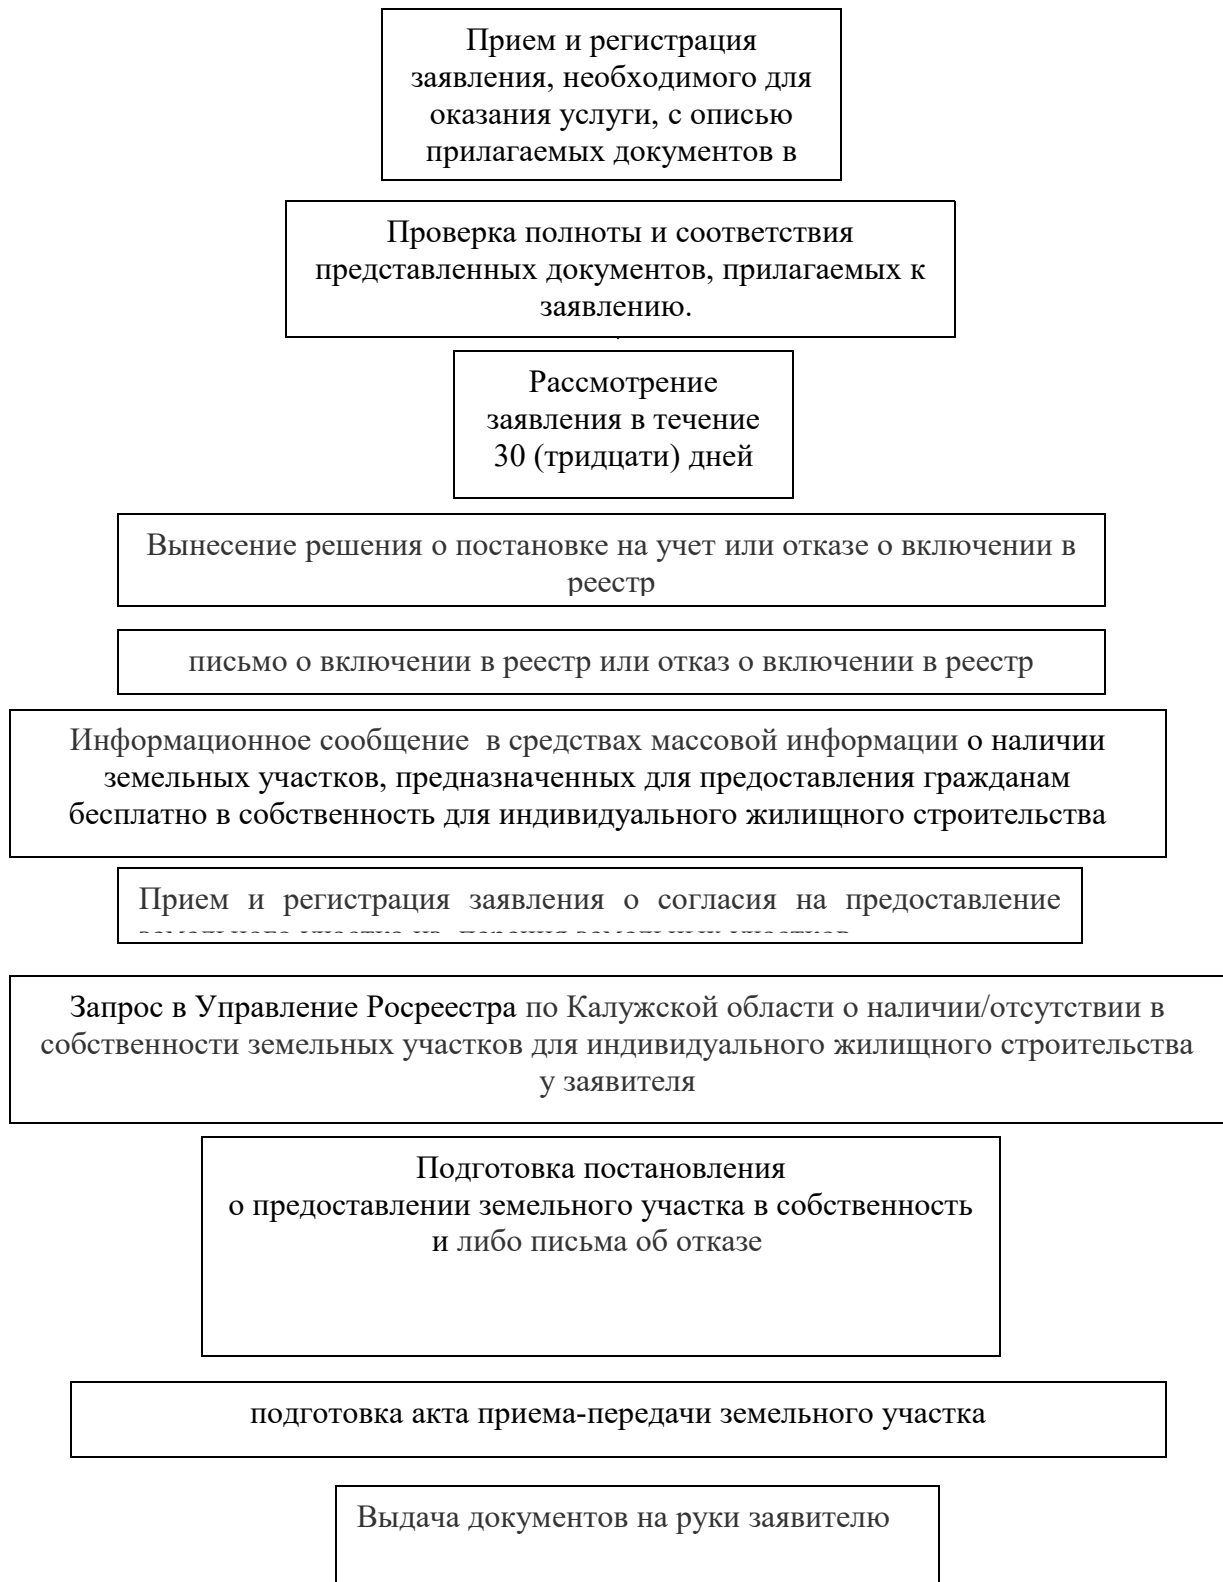 Прием и регистрация
заявления, необходимого для
оказания услуги, с описью
прилагаемых документов в
Проверка полноты и соответствия
представленных документов, прилагаемых к
заявлению.
Рассмотрение
заявления в течение
30 (тридцати) дней
Вынесение решения о постановке на учет или отказе о включении в
реестр
письмо о включении в реестр или отказ о включении в реестр
Информационное сообщение  в средствах массовой информации о наличии
земельных участков, предназначенных для предоставления гражданам
бесплатно в собственность для индивидуального жилищного строительства
Прием и регистрация заявления о согласия на предоставление
Запрос в Управление Росреестра по Калужской области о наличии/отсутствии в
собственности земельных участков для индивидуального жилищного строительства
у заявителя
Подготовка постановления
о предоставлении земельного участка в собственность
и либо письма об отказе
подготовка акта приема-передачи земельного участка
Выдача документов на руки заявителю